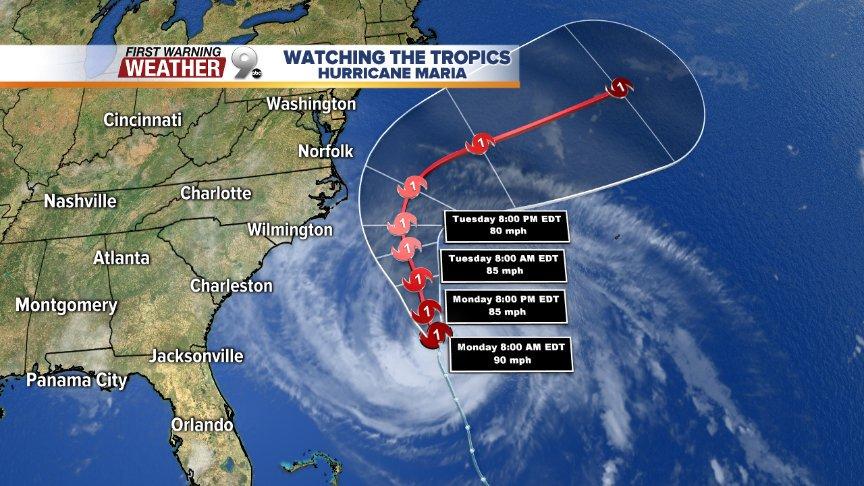 FIRST WARNING
WEATHER 9 abc
WATCHING THE TROPICS
HURRICANE MARIA
Washington
Cincinnati
Norfolk
Nashville
Charlotte
Wilmington
Atlanta
Charleston
Montgomery
Jacksonville
Panama City
Orlando
1
1
1
1
1
1
1
1
Tuesday 8:00 PM EDT
80 mph
Tuesday 8:00 AM EDT
85 mph
Monday 8:00 PM EDT
85 mph
Monday 8:00 AM EDT
90 mph